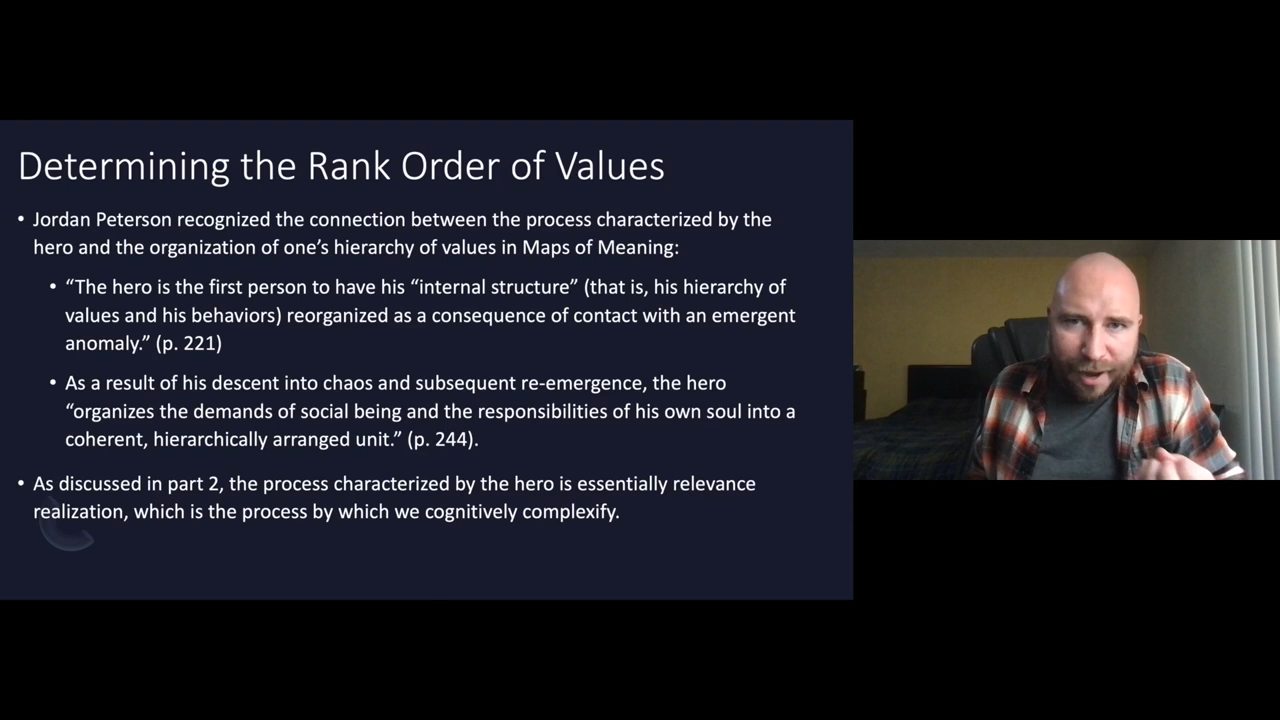 Determining the Rank Order of Values
• Jordan Peterson recognized the connection between the process characterized by the
hero and the organization of one’s hierarchy of values in Maps of Meaning:
• “The hero is the first person to have his “internal structure” (that is, his hierarchy of
values and his behaviors) reorganized as a consequence of contact with an emergent
anomaly.” (p. 221)
• As a result of his descent into chaos and subsequent re-emergence, the hero
“organizes the demands of social being and the responsibilities of his own soul into a
coherent, hierarchically arranged unit.” (p. 244).
• As discussed in part 2, the process characterized by the hero is essentially relevance
realization, which is the process by which we cognitively complexify.